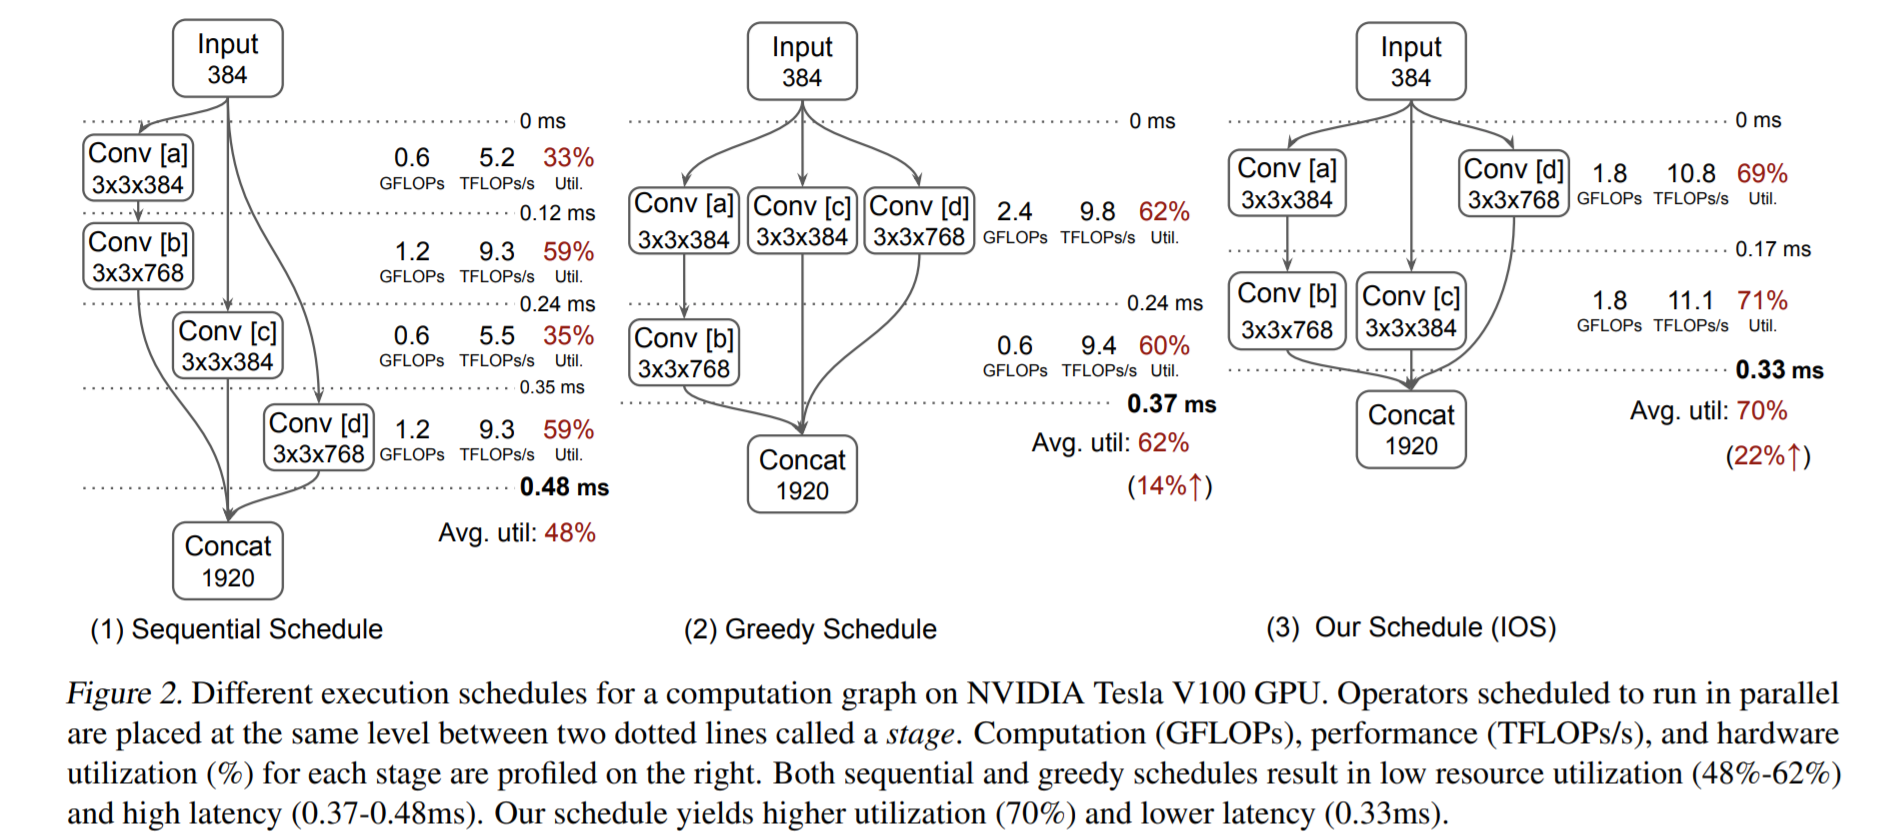 Input
384
0 ms
Conv [a]
3x3x384
0.6 5.2 33%
GFLOPs TFLOPs/s Util.
0.12 ms
Conv [b]
3x3x768
1.2 9.3 59%
GFLOPs TFLOPs/s Util.
0.24 ms
Conv [c]
3x3x384
0.6 5.5 35%
GFLOPs TFLOPs/s Util.
0.35 ms
Conv [d]
3x3x768
1.2 9.3 59%
GFLOPs TFLOPs/s Util.
0.48 ms
Avg. util: 48%
Concat
1920
(1) Sequential Schedule
Input
384
0 ms
Conv [a] Conv [c] Conv [d]
3x3x384 3x3x384 3x3x768
2.4 9.8 62%
GFLOPs TFLOPs/s Util.
0.24 ms
Conv [b]
3x3x768
0.6 9.4 60%
GFLOPs TFLOPs/s Util.
0.37 ms
Avg. util: 62%
(14%↑)
Concat
1920
(2) Greedy Schedule
Input
384
0 ms
Conv [a] Conv [d]
3x3x384 3x3x768
1.8 10.8 69%
GFLOPs TFLOPs/s Util.
0.17 ms
Conv [b] Conv [c]
3x3x768 3x3x384
1.8 11.1 71%
GFLOPs TFLOPs/s Util.
0.33 ms
Avg. util: 70%
(22%↑)
Concat
1920
(3) Our Schedule (IOS)
Figure 2. Different execution schedules for a computation graph on NVIDIA Tesla V100 GPU. Operators scheduled to run in parallel
are placed at the same level between two dotted lines called a stage. Computation (GFLOPs), performance (TFLOPs/s), and hardware
utilization (%) for each stage are profiled on the right. Both sequential and greedy schedules result in low resource utilization (48%-62%)
and high latency (0.37-0.48ms). Our schedule yields higher utilization (70%) and lower latency (0.33ms).